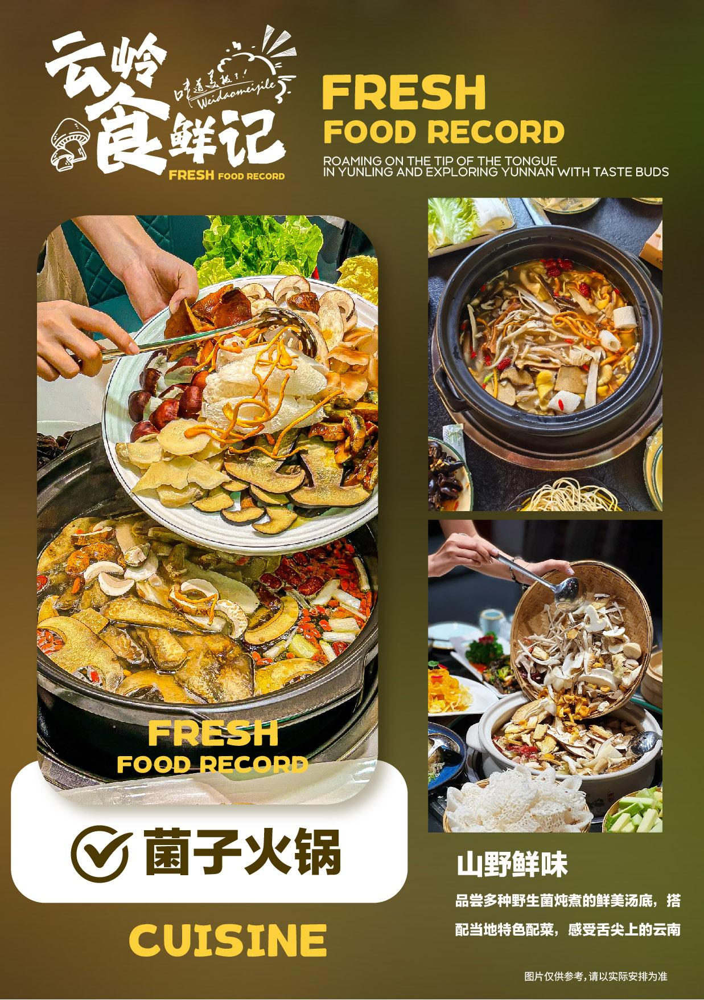 云岭
食鲜记
味道美极了！
Weidaomeijile
FRESH FOOD RECORD
FRESH
FOOD RECORD
ROAMING ON THE TIP OF THE TONGUE
IN YUNLING AND EXPLORING YUNNAN WITH TASTE BUDS
FRESH
FOOD RECORD
菌子火锅
CUISINE
山野鲜味
品尝多种野生菌炖煮的鲜美汤底，搭
配当地特色配菜，感受舌尖上的云南
图片仅供参考，请以实际安排为准